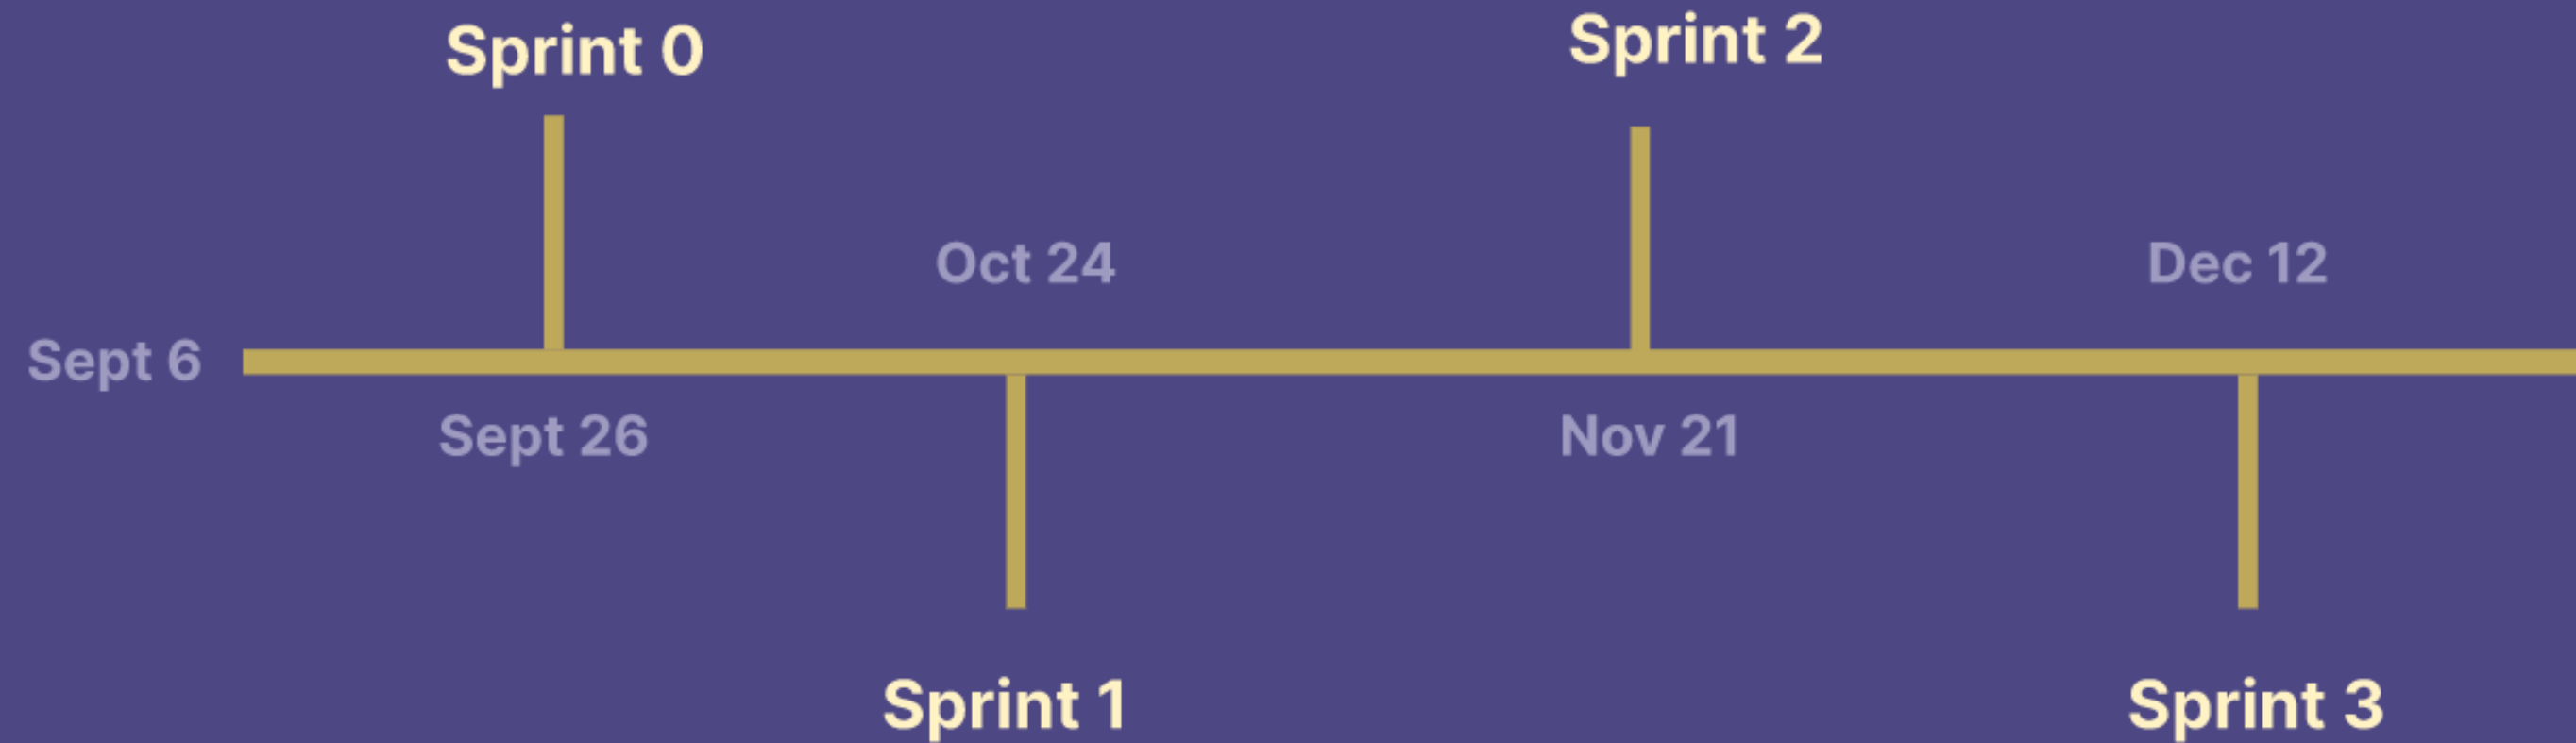 Sprint 0
Sprint 2
Oct 24
Dec 12
Sept 6
Sept 26
Nov 21
Sprint 1
Sprint 3